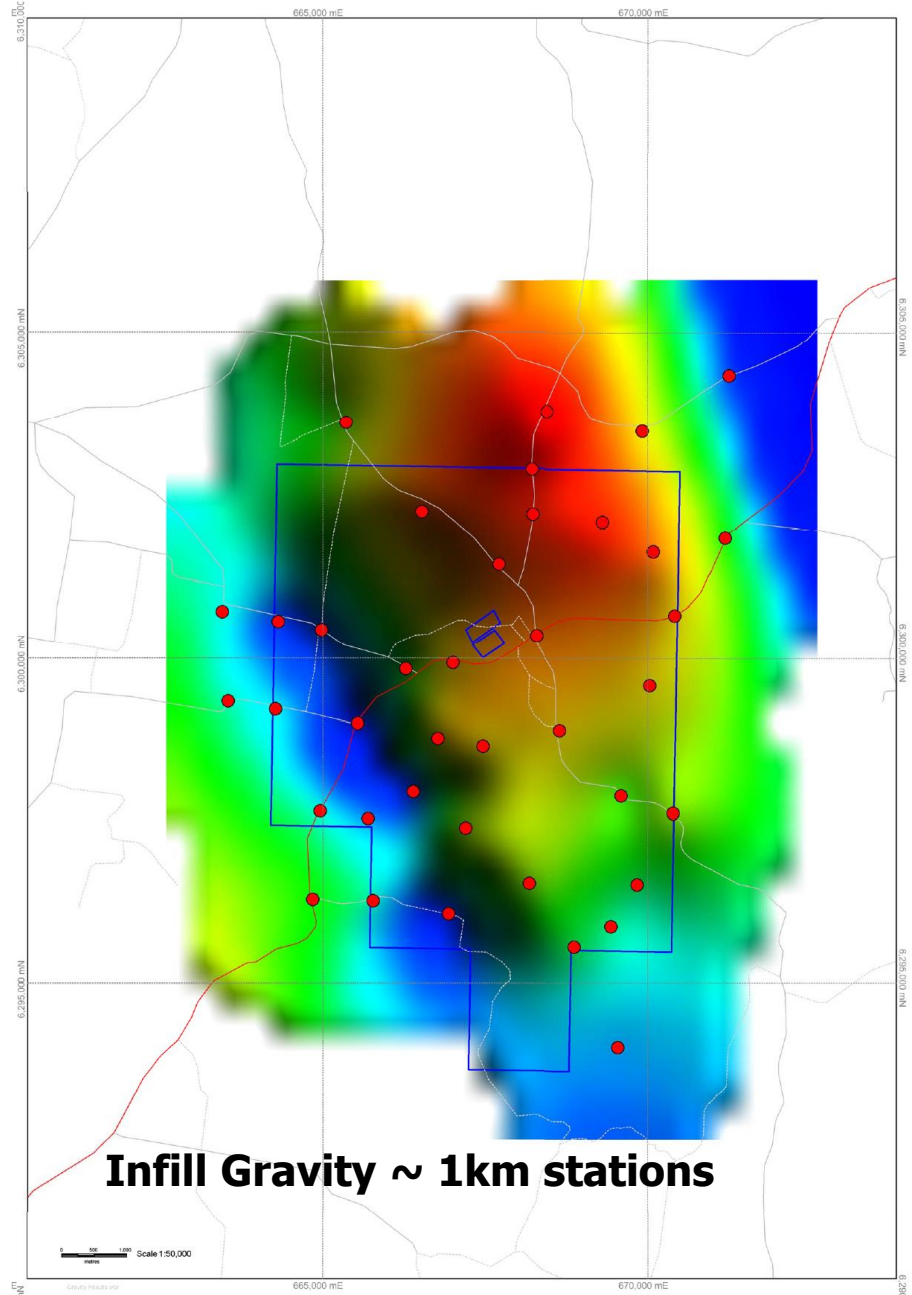 665,000 mE
670,000 mE
6,310,000
6,305,000 mN
6,305,000 mN
6,300,000 mN
6,300,000 mN
6,295,000 mN
6,295,000 mN
Infill Gravity ~ 1km stations
0 500 1,000
metres
Scale 1:50,000
665,000 mE
670,000 mE